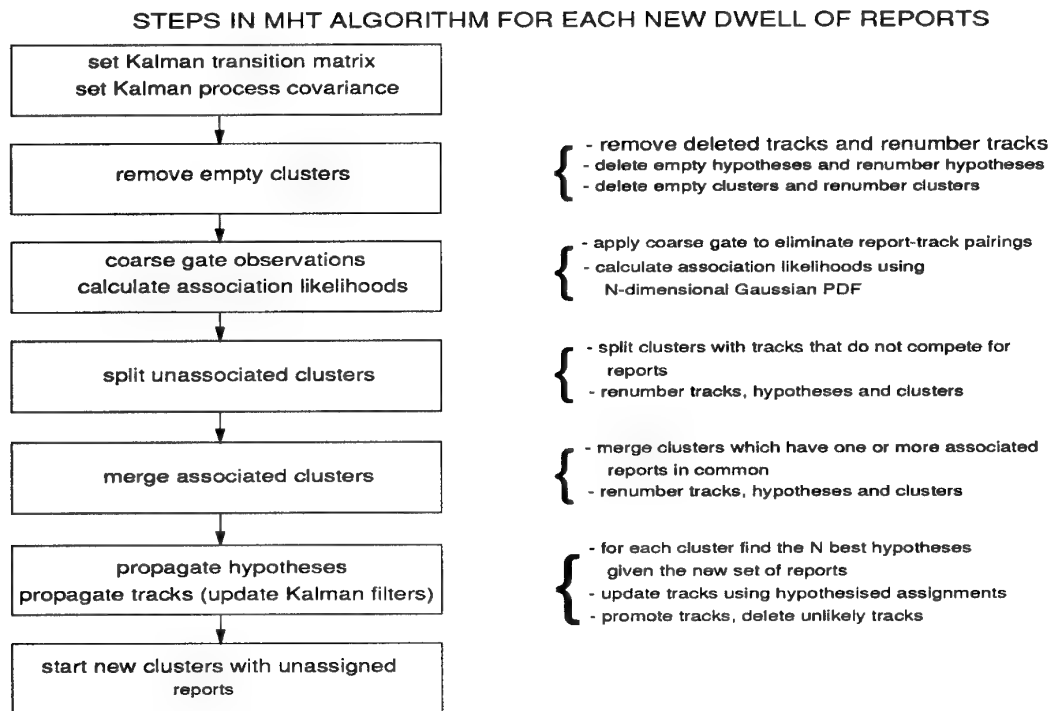 STEPS IN MHT ALGORITHM FOR EACH NEW DWELL OF REPORTS
set Kalman transition matrix
set Kalman process covariance
remove empty clusters
- remove deleted tracks and renumber tracks
- delete empty hypotheses and renumber hypotheses
- delete empty clusters and renumber clusters
coarse gate observations
calculate association likelihoods
- apply coarse gate to eliminate report-track pairings
- calculate association likelihoods using
N-dimensional Gaussian PDF
split unassociated clusters
- split clusters with tracks that do not compete for
reports
- renumber tracks, hypotheses and clusters
merge associated clusters
- merge clusters which have one or more associated
reports in common
- renumber tracks, hypotheses and clusters
propagate hypotheses
propagate tracks (update Kalman filters)
- for each cluster find the N best hypotheses
given the new set of reports
- update tracks using hypothesised assignments
- promote tracks, delete unlikely tracks
start new clusters with unassigned
reports